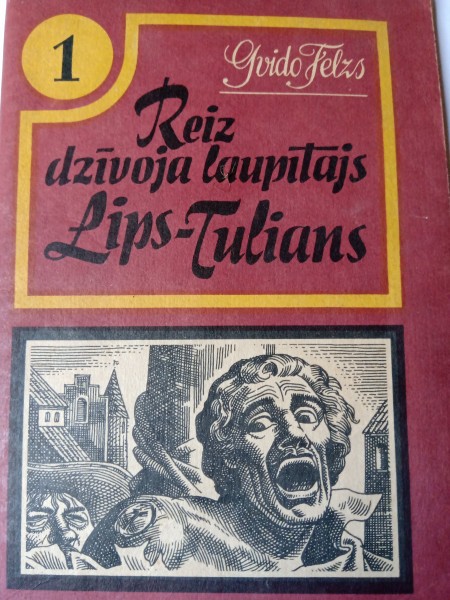 1
Gvido Felzs
Reiz
dzīvoja laupītājs
Lips-Tulians